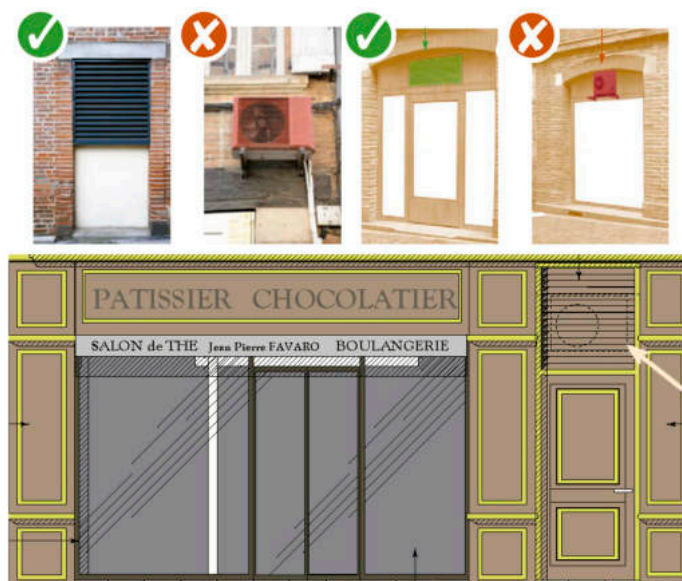 PATISSIER CHOCOLATIER
SALON de THE Jean Pierre FAVARO BOULANGERIE